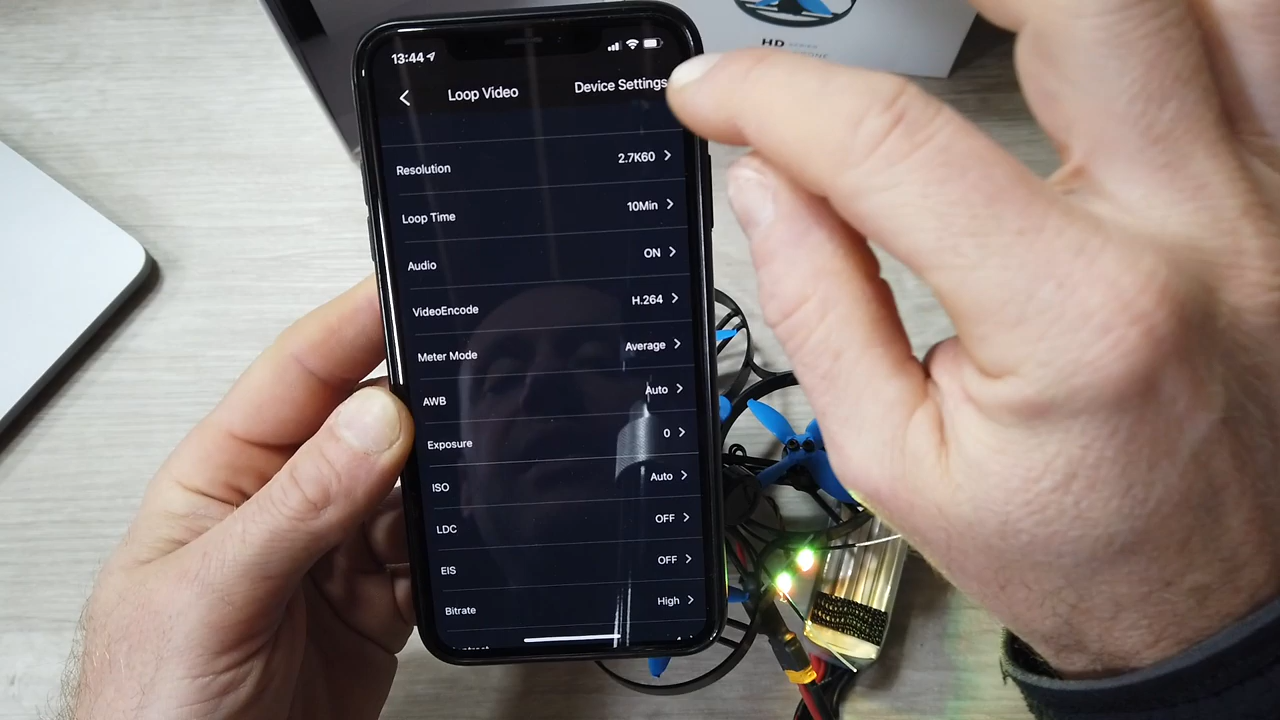 HD
13:44
Loop Video Device Settings
Resolution 2.7K60
Loop Time 10Min
Audio ON
VideoEncode H.264
Meter Mode Average
AWB Auto
Exposure 0
ISO Auto
LDC OFF
EIS OFF
Bitrate High